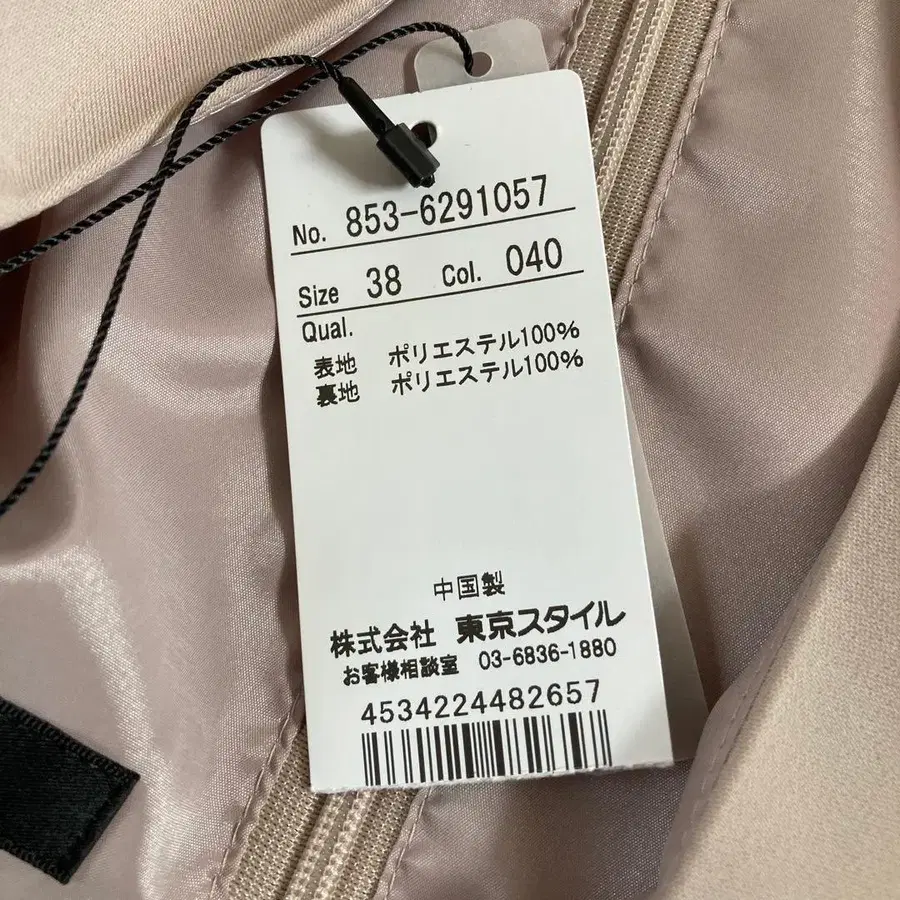 No. 853-6291057
Size 38 Col. 040
Qual.
表地 ポリエステル100%
裏地 ポリエステル100%
中国製
株式会社 東京スタイル
お客様相談室 03-6836-1880
4534224482657